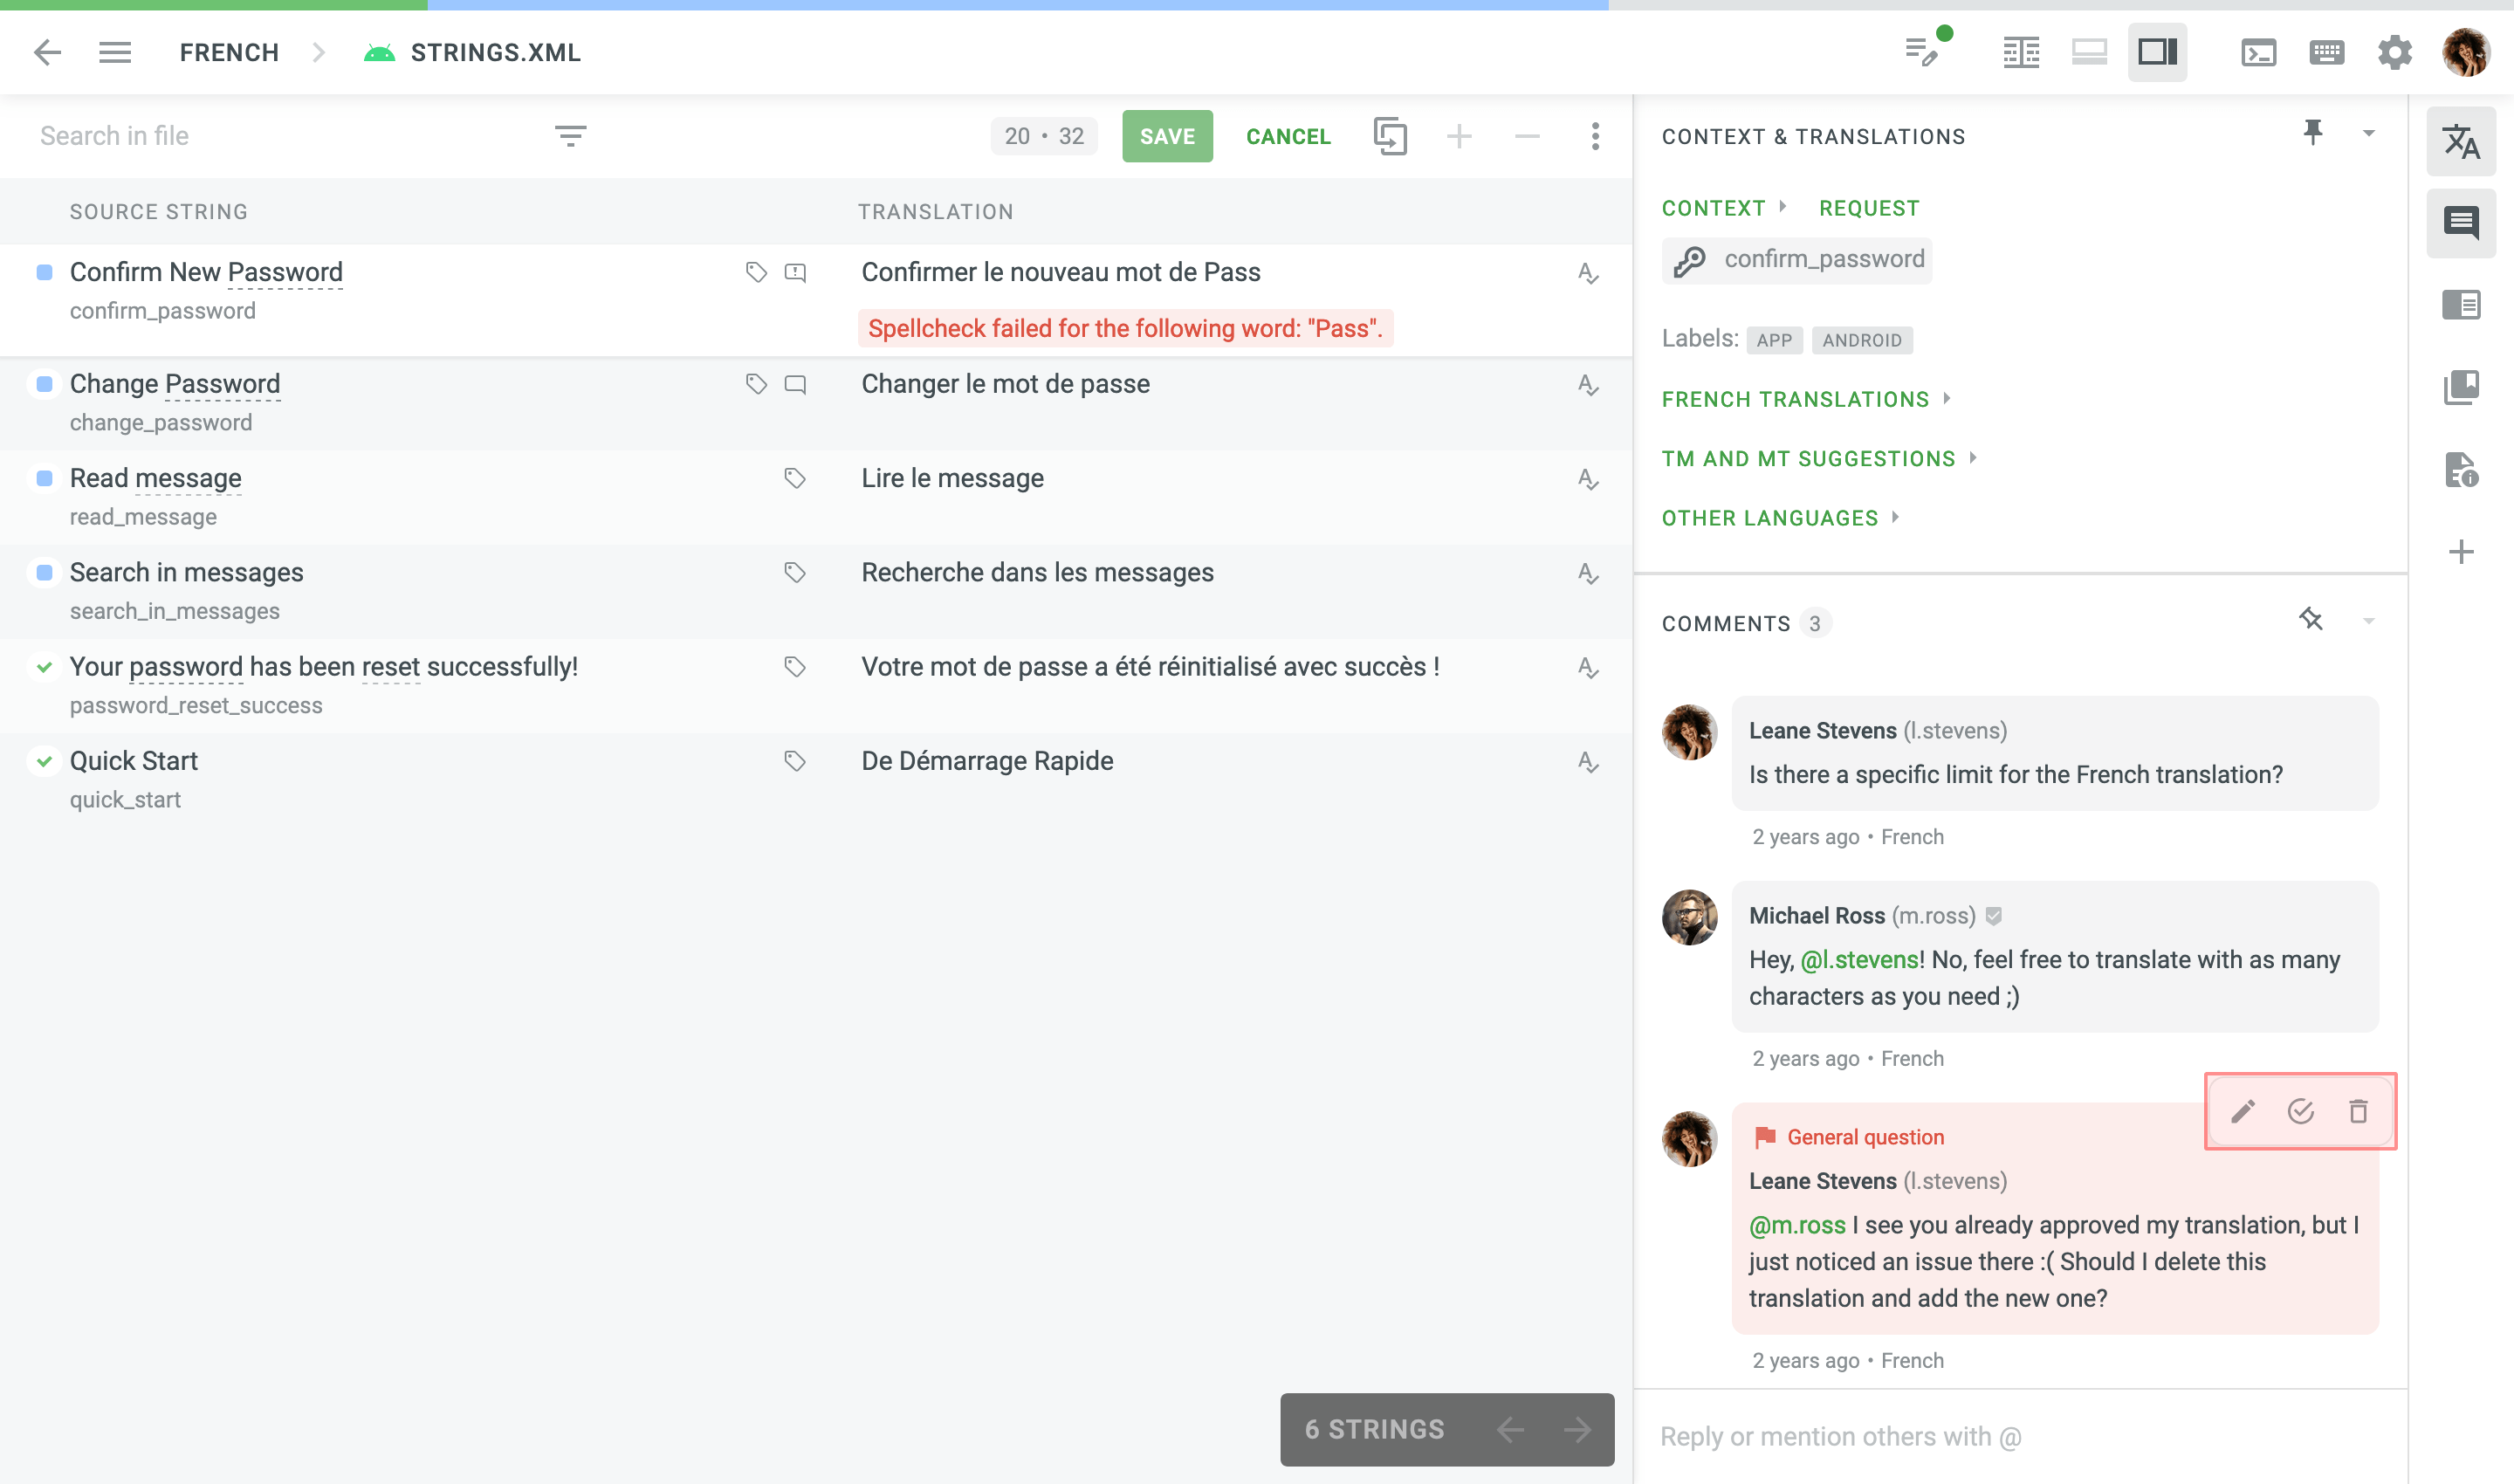 FRENCH
STRINGS.XML
Search in file
20 • 32
SAVE
CANCEL
SOURCE STRING
TRANSLATION
Confirm New Password
confirm_password
Confirmer le nouveau mot de Pass
Spellcheck failed for the following word: "Pass".
Change Password
change_password
Changer le mot de passe
Read message
read_message
Lire le message
Search in messages
search_in_messages
Recherche dans les messages
Your password has been reset successfully!
password_reset_success
Votre mot de passe a été réinitialisé avec succès !
Quick Start
quick_start
De Démarrage Rapide
6 STRINGS
CONTEXT & TRANSLATIONS
CONTEXT
REQUEST
confirm_password
Labels: APP ANDROID
FRENCH TRANSLATIONS
TM AND MT SUGGESTIONS
OTHER LANGUAGES
COMMENTS 3
Leane Stevens (l.stevens)
Is there a specific limit for the French translation?
2 years ago • French
Michael Ross (m.ross)
Hey, @l.stevens! No, feel free to translate with as many
characters as you need ;)
2 years ago • French
General question
Leane Stevens (l.stevens)
@m.ross I see you already approved my translation, but I
just noticed an issue there :( Should I delete this
translation and add the new one?
2 years ago • French
Reply or mention others with @